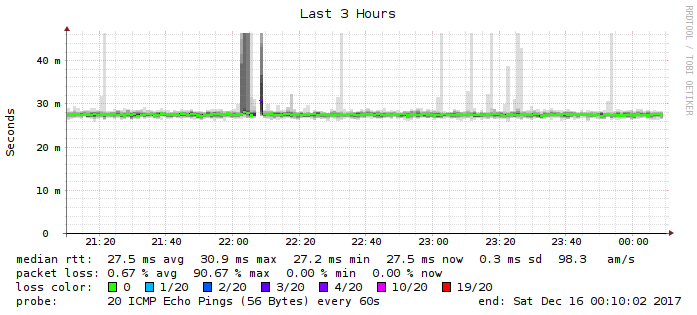 Last 3 Hours
RRDTOOL / TOBI OETIKER
Seconds
40 m
30 m
20 m
10 m
0
21:20 21:40 22:00 22:20 22:40 23:00 23:20 23:40 00:00
median rtt: 27.5 ms avg 30.9 ms max 27.2 ms min 27.5 ms now 0.3 ms sd 98.3 am/s
packet loss: 0.67 % avg 90.67 % max 0.00 % min 0.00 % now
loss color: 0 1/20 2/20 3/20 4/20 10/20 19/20
probe: 20 ICMP Echo Pings (56 Bytes) every 60s end: Sat Dec 16 00:10:02 2017